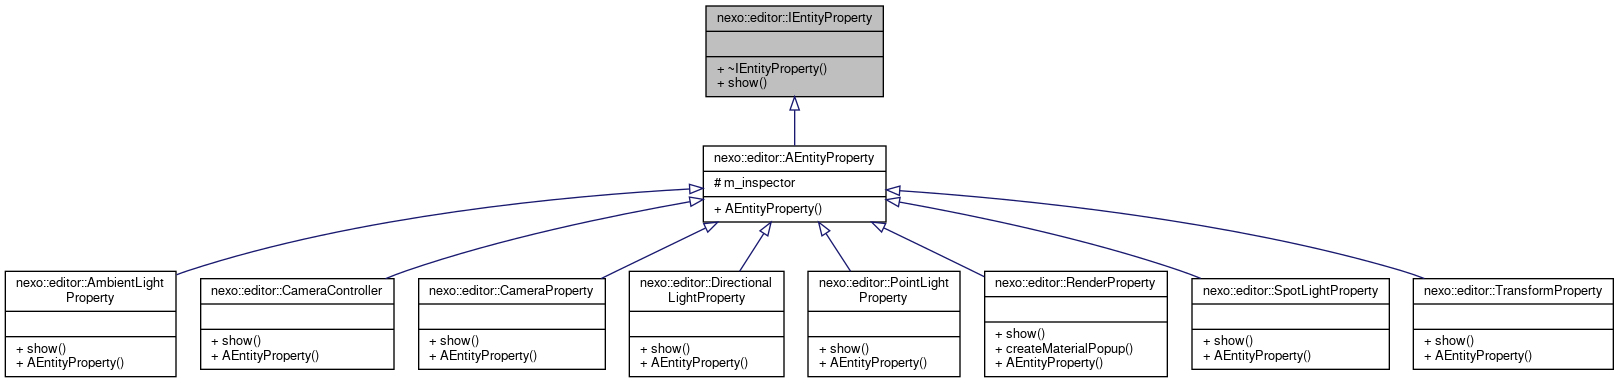 nexo::editor::IEntityProperty
+ ~IEntityProperty()
+ show()
nexo::editor::AEntityProperty
# m_inspector
+ AEntityProperty()
nexo::editor::AmbientLight
Property
+ show()
+ AEntityProperty()
nexo::editor::CameraController
+ show()
+ AEntityProperty()
nexo::editor::CameraProperty
+ show()
+ AEntityProperty()
nexo::editor::Directional
LightProperty
+ show()
+ AEntityProperty()
nexo::editor::PointLight
Property
+ show()
+ AEntityProperty()
nexo::editor::RenderProperty
+ show()
+ createMaterialPopup()
+ AEntityProperty()
nexo::editor::SpotLightProperty
+ show()
+ AEntityProperty()
nexo::editor::TransformProperty
+ show()
+ AEntityProperty()